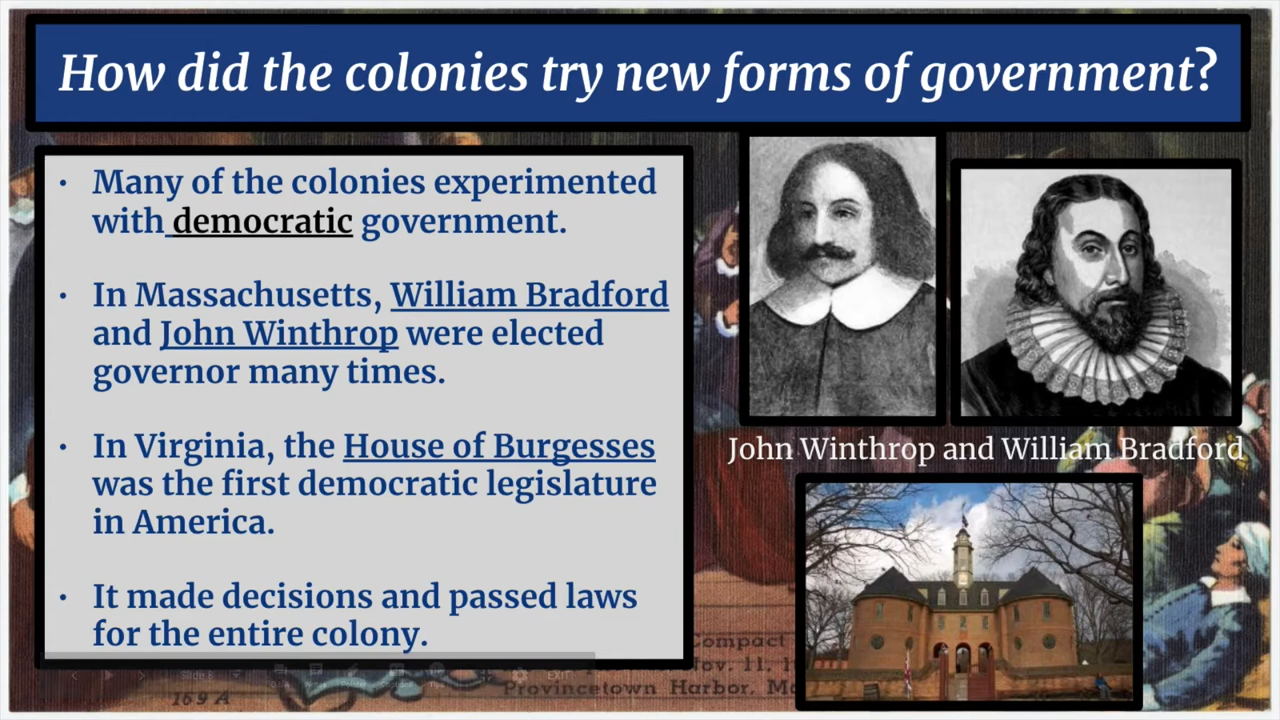 How did the colonies try new forms of government?
• Many of the colonies experimented
with democratic government.
• In Massachusetts, William Bradford
and John Winthrop were elected
governor many times.
• In Virginia, the House of Burgesses
was the first democratic legislature
in America.
• It made decisions and passed laws
for the entire colony.
John Winthrop and William Bradford
Compact
Nov. 11,
Provincetown Harbor,
169 A
Slide 8
EXIT